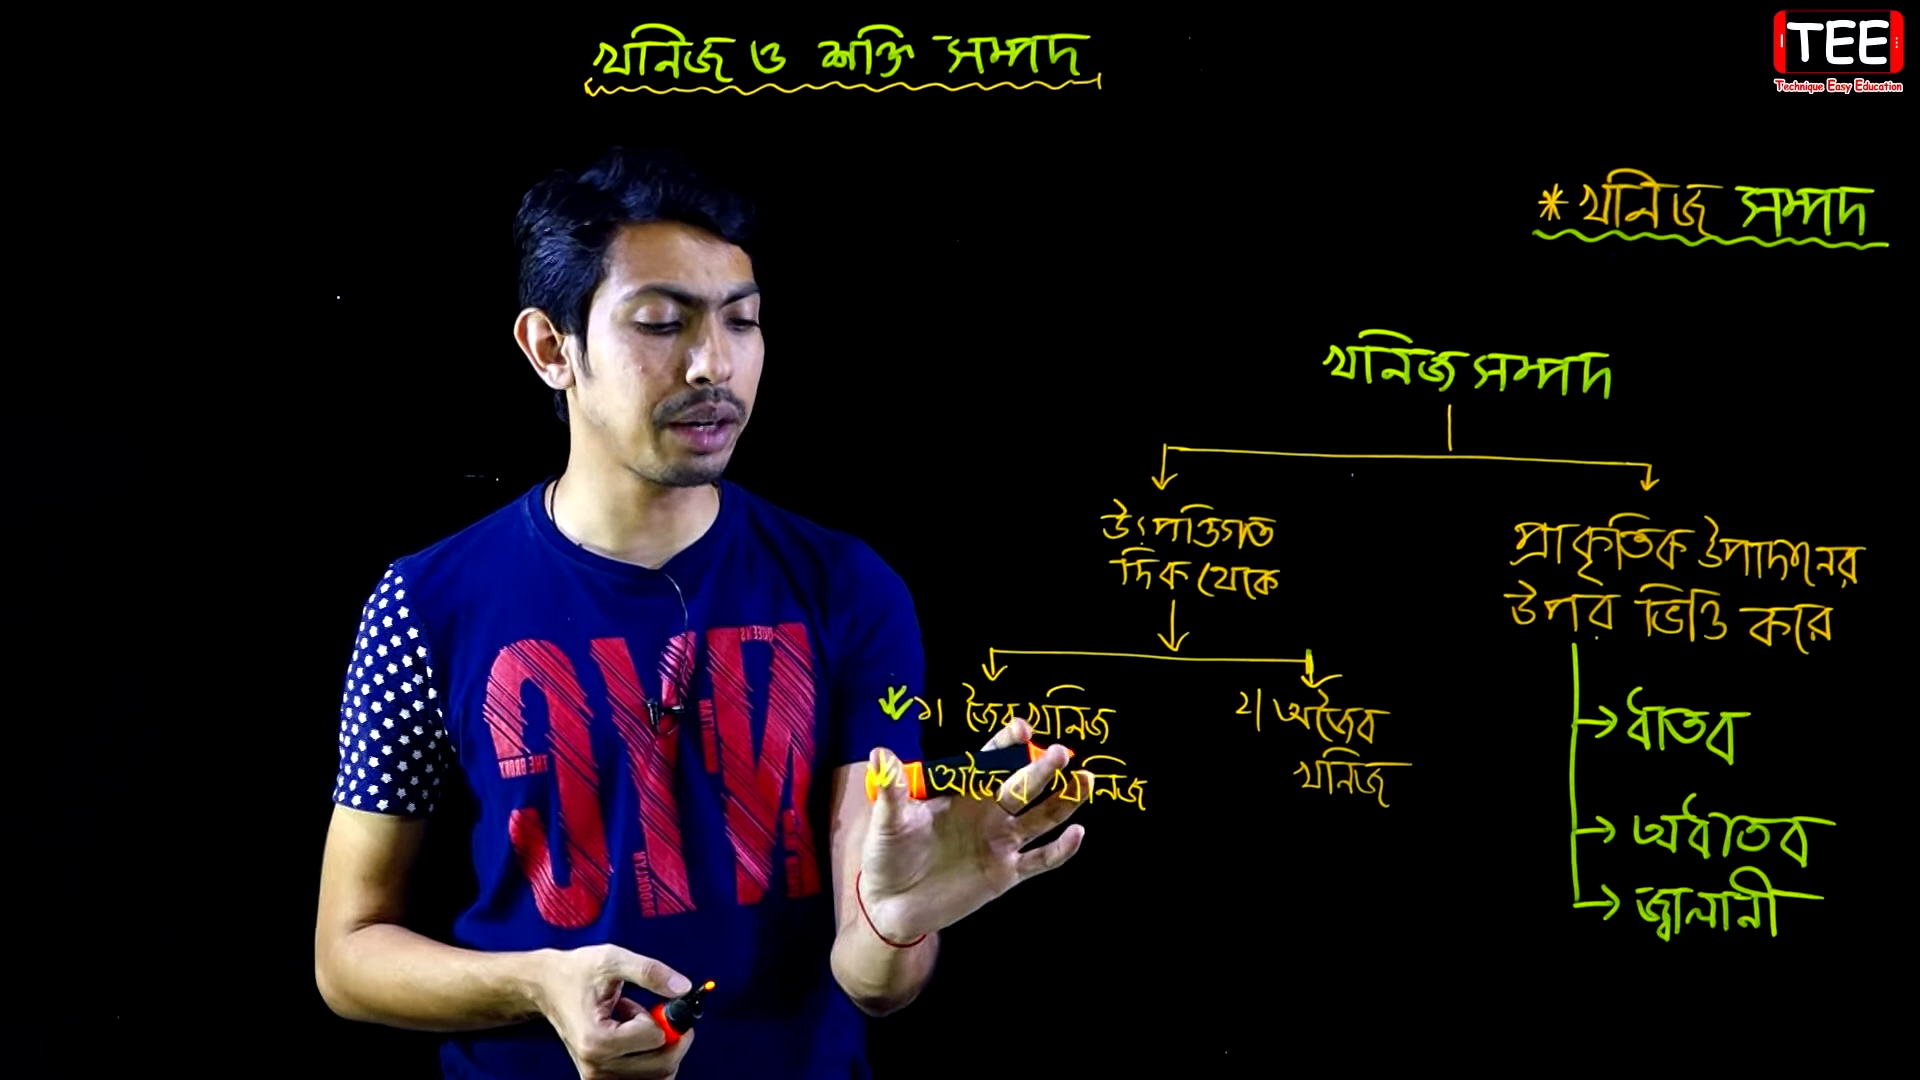 খনিজ ও শক্তি সম্পদ
TEE
Technique Easy Education
* খনিজ সম্পদ
খনিজ সম্পদ
উৎপত্তিগত
দিক থেকে
১। জৈব খনিজ
২। অজৈব খনিজ
২। অজৈব
খনিজ
প্রাকৃতিক উপাদানের
উপর ভিত্তি করে
ধাতব
অধাতব
জ্বালানী